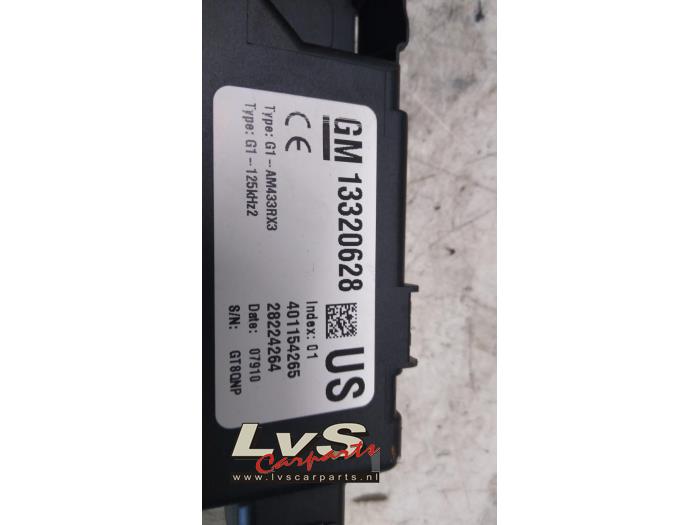 GM 13320628 US
CE Index: 01
401154265
Type: G1-AM433RX3 28224264
Type: G1-125kHz2 Date: 07910
S/N: GT8QNP
LvS
Carparts
www.lvscarparts.nl